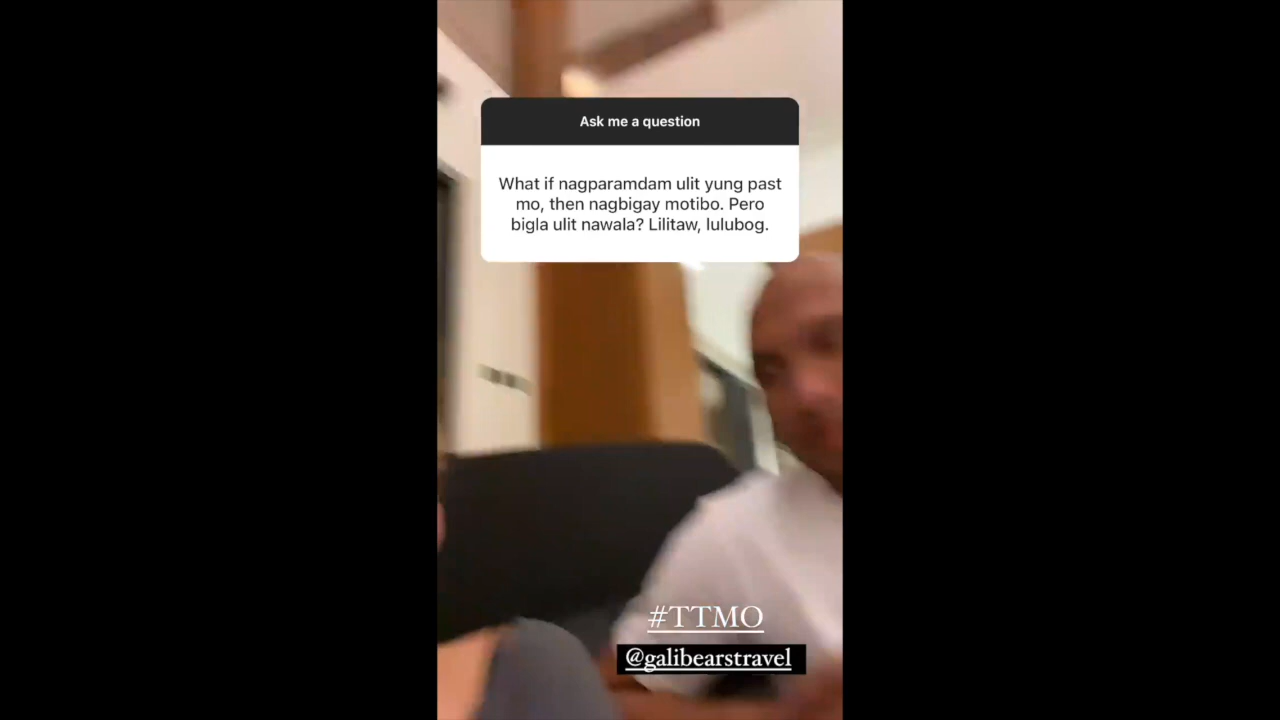 Ask me a question
What if nagparamdam ulit yung past
mo, then nagbigay motibo. Pero
bigla ulit nawala? Lilitaw, lulubog.
#TTMO
@galibearstravel